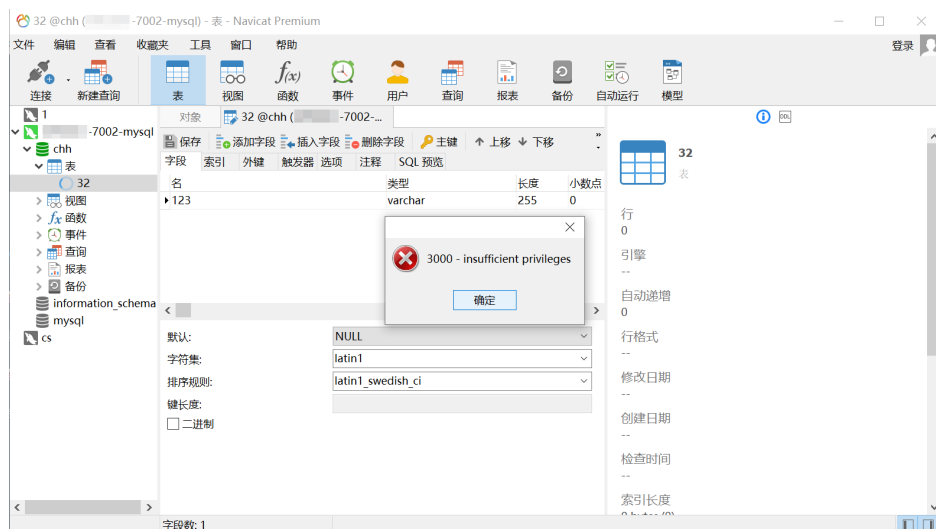 32 @chh ( -7002-mysql) - 表 - Navicat Premium
文件 编辑 查看 收藏夹 工具 窗口 帮助 登录
连接 新建查询 表 视图 函数 事件 用户 查询 报表 备份 自动运行 模型
f(x)
1
-7002-mysql
chh
表
32
视图
函数
事件
查询
报表
备份
information_schema
mysql
cs
对象 32 @chh ( -7002-...
保存 添加字段 插入字段 删除字段 主键 上移 下移
字段 索引 外键 触发器 选项 注释 SQL 预览
名 类型 长度 小数点
123 varchar 255 0
3000 - insufficient privileges
确定
默认: NULL
字符集: latin1
排序规则: latin1_swedish_ci
键长度:
二进制
字段数: 1
DDL
32
表
行
0
引擎
--
自动递增
0
行格式
--
修改日期
--
创建日期
--
检查时间
--
索引长度